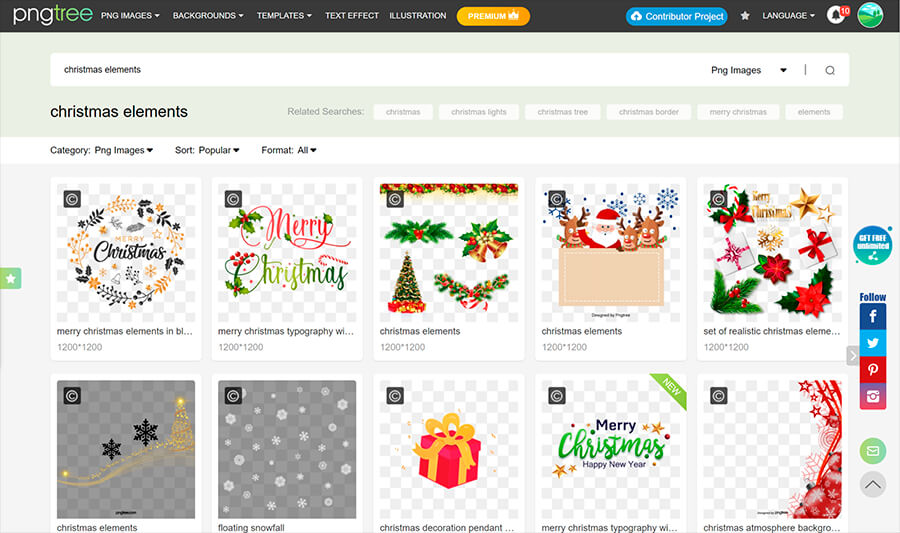 pngtree PNG IMAGES BACKGROUNDS TEMPLATES TEXT EFFECT ILLUSTRATION PREMIUM Contributor Project LANGUAGE 10
christmas elements Png Images
christmas elements Related Searches: christmas christmas lights christmas tree christmas border merry christmas elements
Category: Png Images Sort: Popular Format: All
©
MERRY
Christmas
merry christmas elements in bl...
1200*1200
©
Merry
Christmas
merry christmas typography wi...
1200*1200
©
christmas elements
1200*1200
©
Designed by Pngtree
christmas elements
1200*1200
©
Merry
Christmas
set of realistic christmas eleme...
1200*1200
GET FREE
unlimited
Follow
©
pngtree.com
christmas elements
©
floating snowfall
©
christmas decoration pendant ...
©
NEW
Merry
Christmas
Happy New Year
merry christmas typography wi...
©
designed by pngtree
christmas atmosphere backgro...